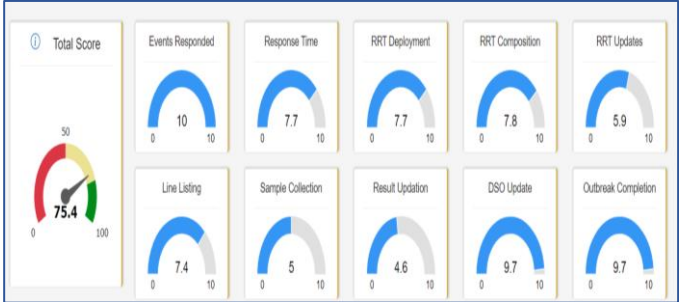 Total Score
50
75.4
0 100
Events Responded
10
0 10
Response Time
7.7
0 10
RRT Deployment
7.7
0 10
RRT Composition
7.8
0 10
RRT Updates
5.9
0 10
Line Listing
7.4
0 10
Sample Collection
5
0 10
Result Updation
4.6
0 10
DSO Update
9.7
0 10
Outbreak Completion
9.7
0 10